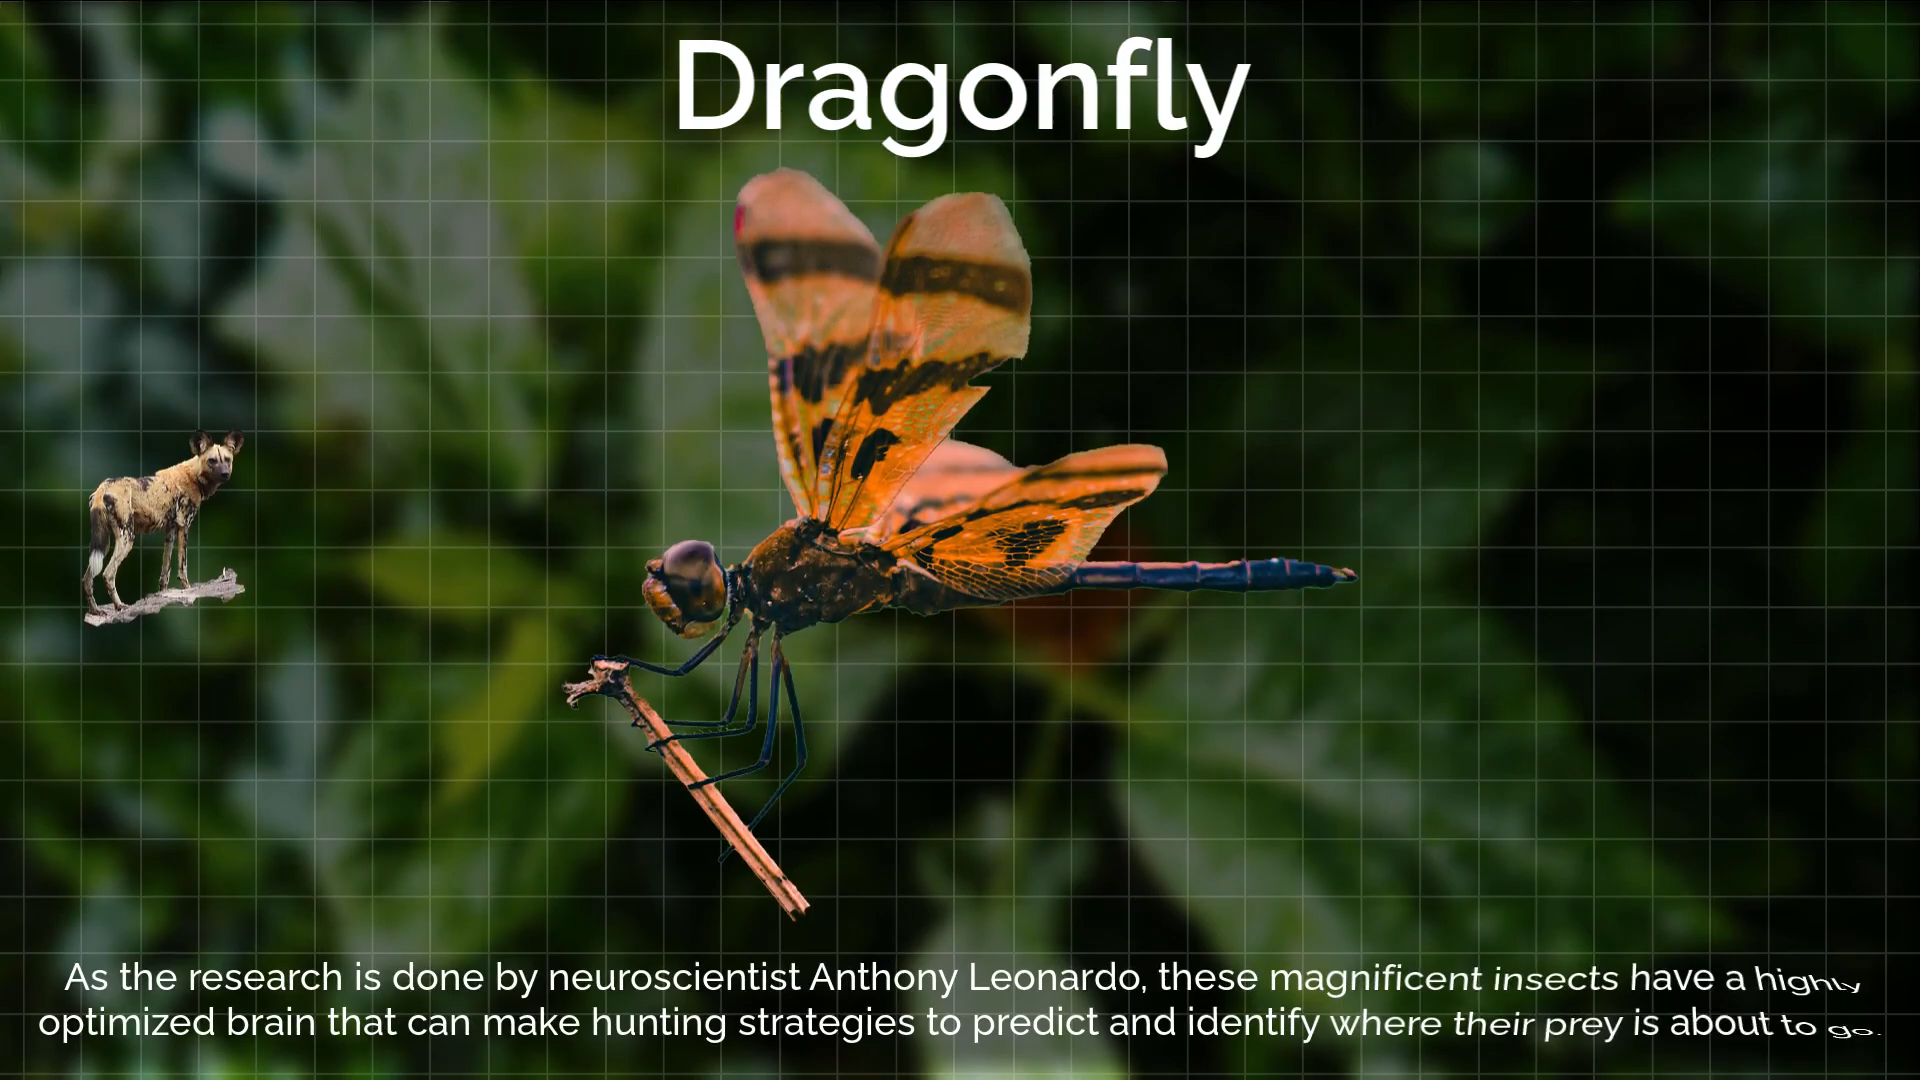 Dragonfly
As the research is done by neuroscientist Anthony Leonardo, these magnificent insects have a highly
optimized brain that can make hunting strategies to predict and identify where their prey is about to go.